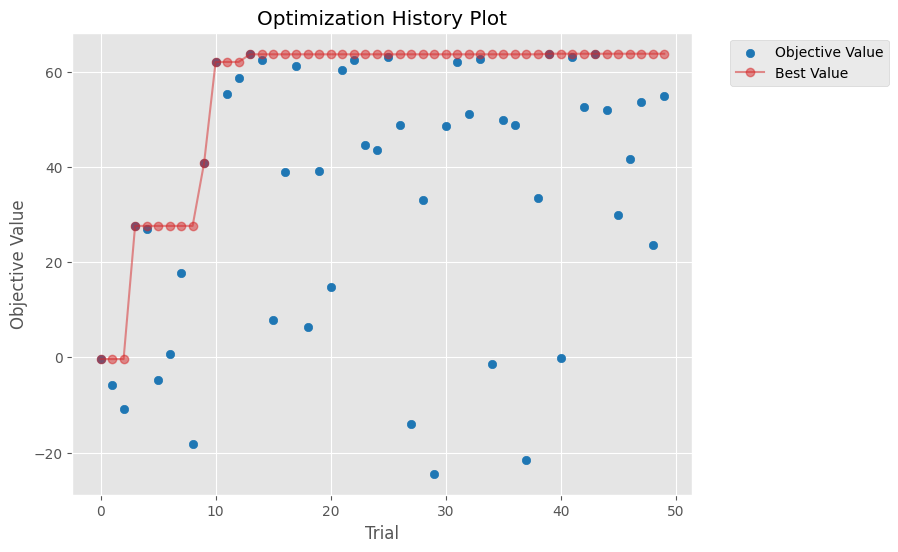 Optimization History Plot
Objective Value
Best Value
Objective Value
60
40
20
0
−20
0 10 20 30 40 50
Trial